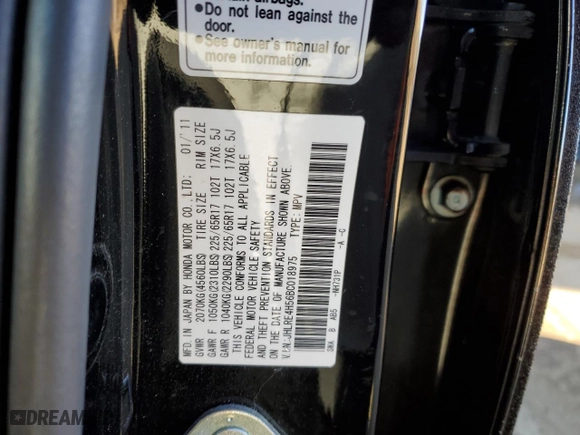 •Do not lean against the
door.
•See owner's manual for
more information.
MFD. IN JAPAN BY HONDA MOTOR CO., LTD: 01/'11
GVWR 2070KG(4560LBS) TIRE SIZE RIM SIZE
GAWR F 1050KG(2310LBS) 225/65R17 102T 17X6.5J
GAWR R 1040KG(2290LBS) 225/65R17 102T 17X6.5J
THIS VEHICLE CONFORMS TO ALL APPLICABLE
FEDERAL MOTOR VEHICLE SAFETY
AND THEFT PREVENTION STANDARDS IN EFFECT
ON THE DATE OF MANUFACTURE SHOWN ABOVE.
V.I.N:JHLRE4H56BC018975 TYPE: MPV
SWA B AB5 -NH731P -A -C